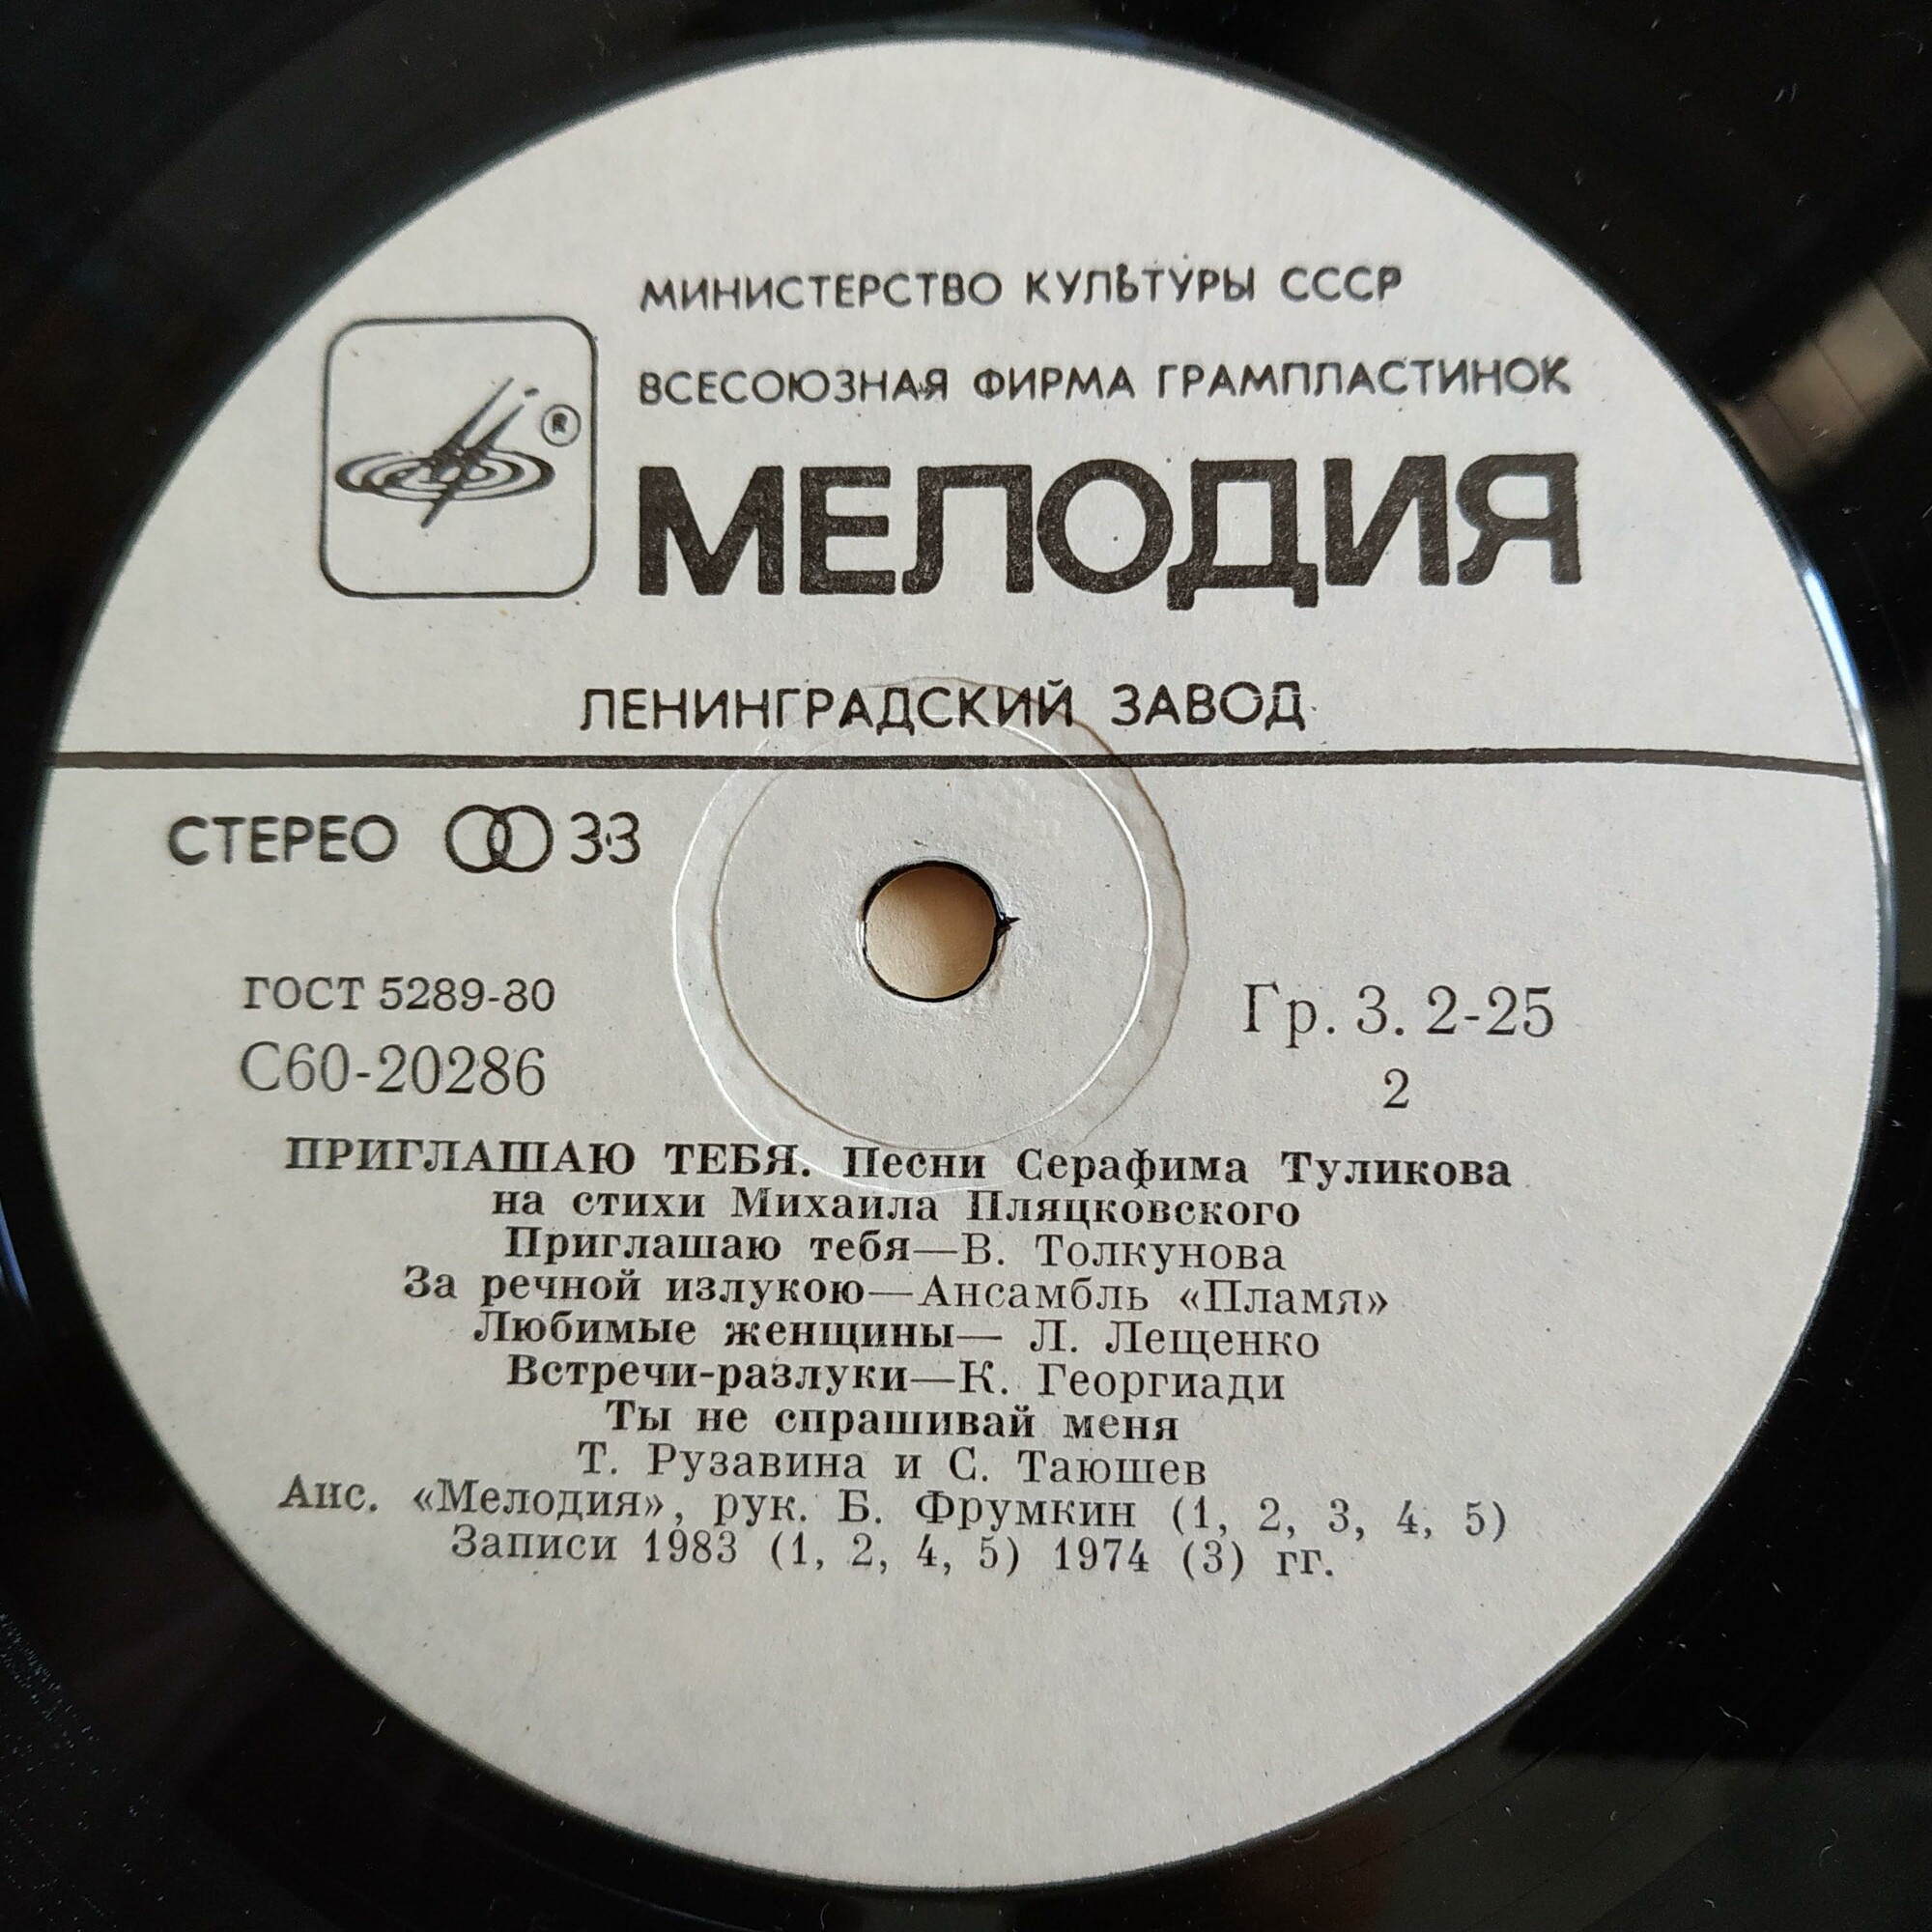 МИНИСТЕРСТВО КУЛЬТУРЫ СССР
ВСЕСОЮЗНАЯ ФИРМА ГРАМПЛАСТИНОК
®
МЕЛОДИЯ
ЛЕНИНГРАДСКИЙ ЗАВОД
СТЕРЕО 33
ГОСТ 5289-80
Гр. 3. 2-25
С60-20286
2
ПРИГЛАШАЮ ТЕБЯ. Песни Серафима Туликова
на стихи Михаила Пляцковского
Приглашаю тебя—В. Толкунова
За речной излукою—Ансамбль «Пламя»
Любимые женщины— Л. Лещенко
Встречи-разлуки—К. Георгиади
Ты не спрашивай меня
Т. Рузавина и С. Таюшев
Анс. «Мелодия», рук. Б. Фрумкин (1, 2, 3, 4, 5)
Записи 1983 (1, 2, 4, 5) 1974 (3) гг.